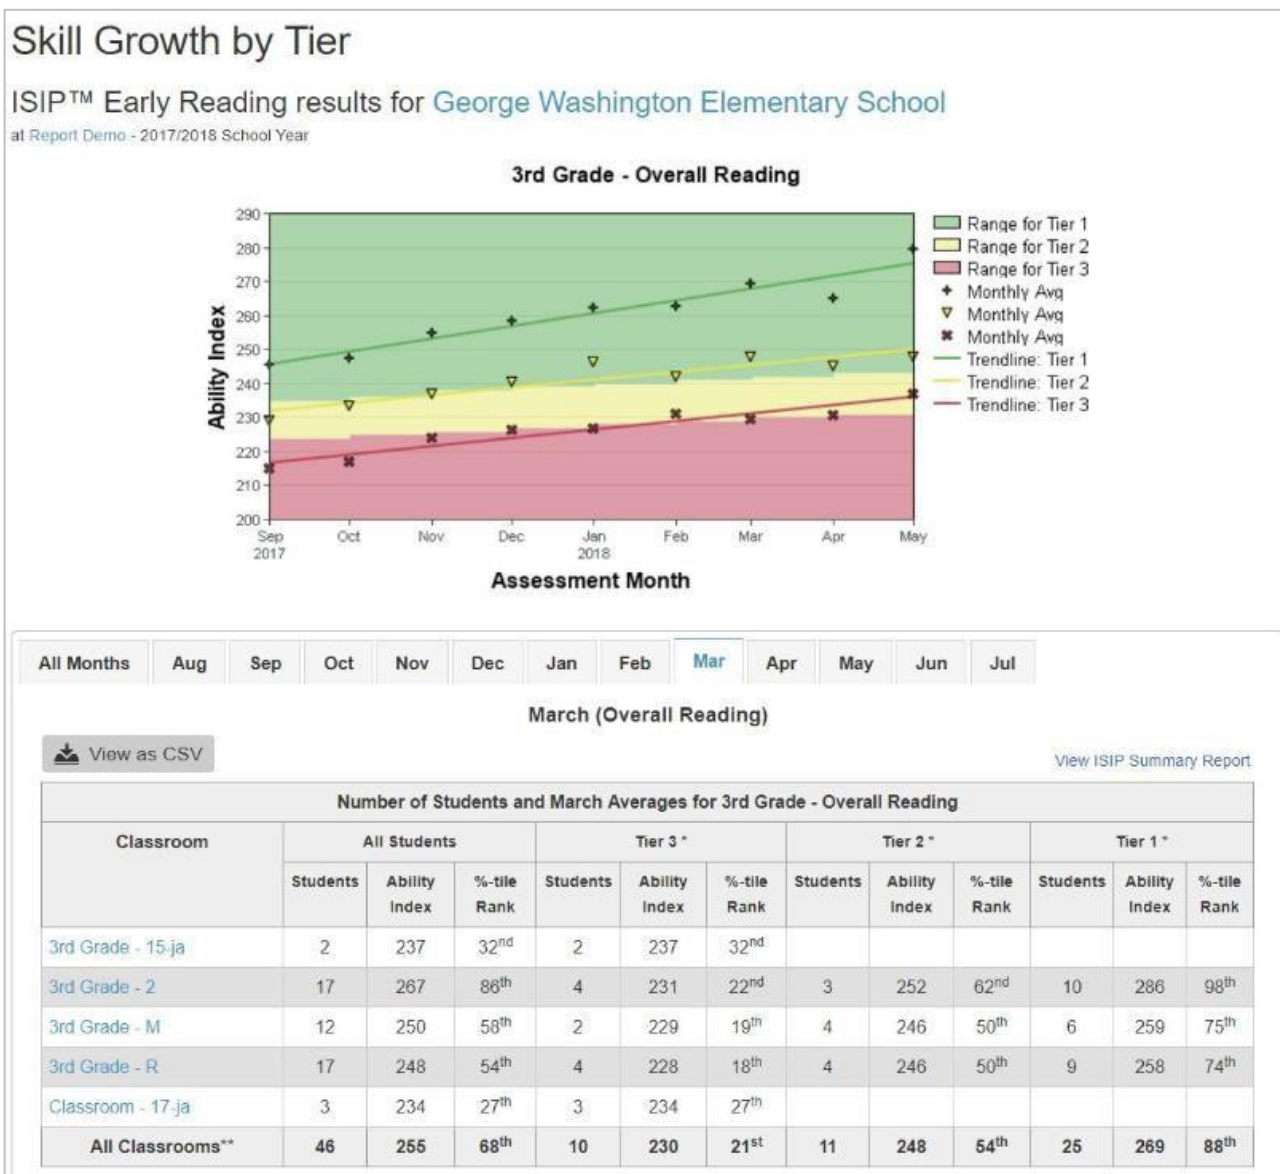 Skill Growth by Tier
ISIP™ Early Reading results for George Washington Elementary School
at Report Demo - 2017/2018 School Year
3rd Grade - Overall Reading
290
280
270
260
250
240
230
220
210
200
Ability Index
Sep Oct Nov Dec Jan Feb Mar Apr May
2017 2018
Assessment Month
Range for Tier 1
Range for Tier 2
Range for Tier 3
Monthly Avg
Monthly Avg
Monthly Avg
Trendline: Tier 1
Trendline: Tier 2
Trendline: Tier 3
All Months Aug Sep Oct Nov Dec Jan Feb Mar Apr May Jun Jul
March (Overall Reading)
View as CSV
View ISIP Summary Report
Number of Students and March Averages for 3rd Grade - Overall Reading
Classroom All Students Tier 3 * Tier 2 * Tier 1 *
Students Ability Index %-tile Rank Students Ability Index %-tile Rank Students Ability Index %-tile Rank Students Ability Index %-tile Rank
3rd Grade - 15-ja 2 237 32nd 2 237 32nd
3rd Grade - 2 17 267 86th 4 231 22nd 3 252 62nd 10 286 98th
3rd Grade - M 12 250 58th 2 229 19th 4 246 50th 6 259 75th
3rd Grade - R 17 248 54th 4 228 18th 4 246 50th 9 258 74th
Classroom - 17-ja 3 234 27th 3 234 27th
All Classrooms** 46 255 68th 10 230 21st 11 248 54th 25 269 88th